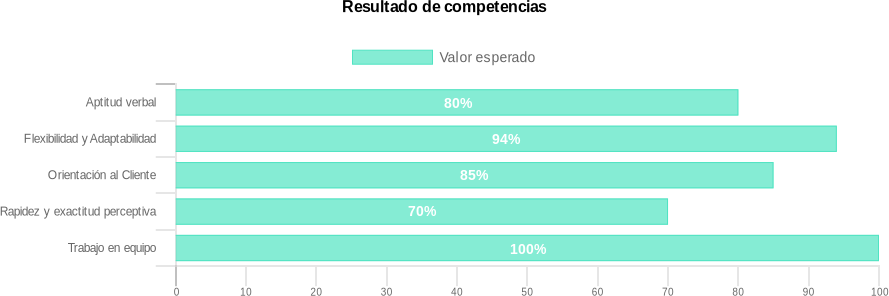 Resultado de competencias
Valor esperado
Aptitud verbal 80%
Flexibilidad y Adaptabilidad 94%
Orientación al Cliente 85%
Rapidez y exactitud perceptiva 70%
Trabajo en equipo 100%
0 10 20 30 40 50 60 70 80 90 100